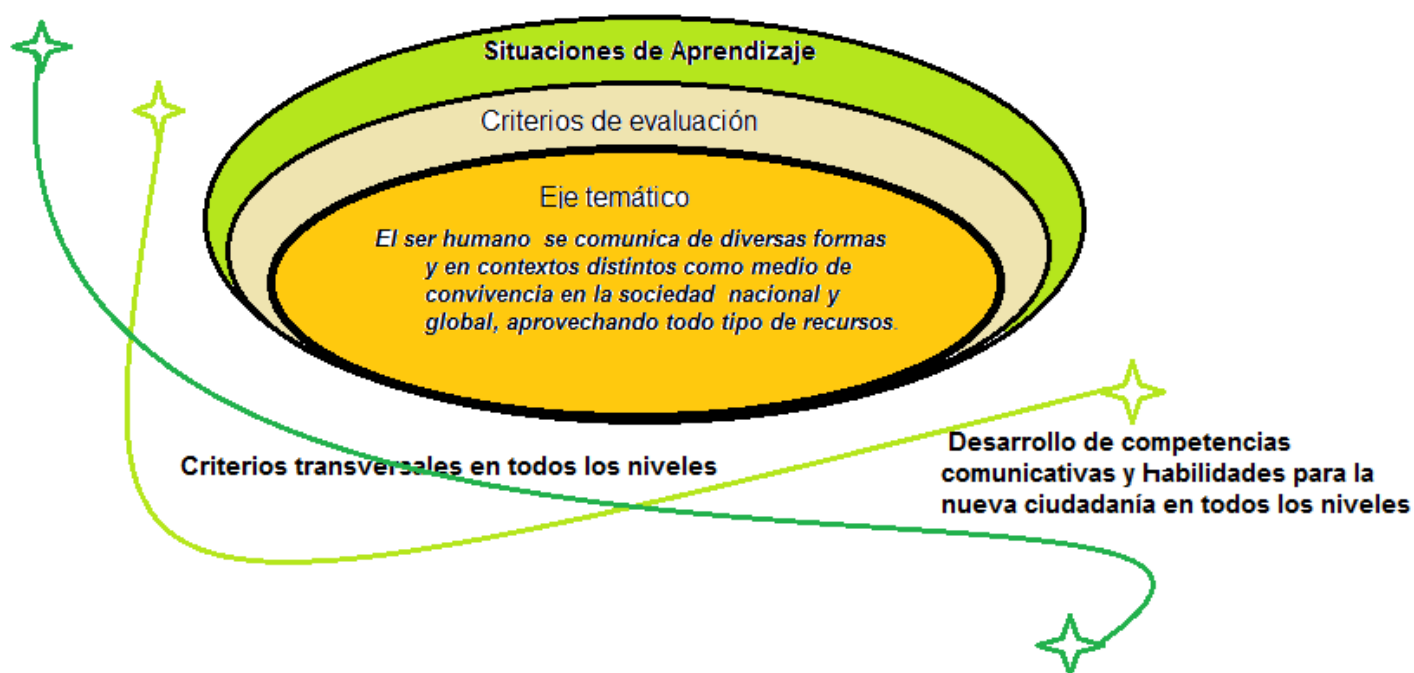 Situaciones de Aprendizaje
Criterios de evaluación
Eje temático
El ser humano se comunica de diversas formas
y en contextos distintos como medio de
convivencia en la sociedad nacional y
global, aprovechando todo tipo de recursos.
Criterios transversales en todos los niveles
Desarrollo de competencias
comunicativas y Habilidades para la
nueva ciudadanía en todos los niveles